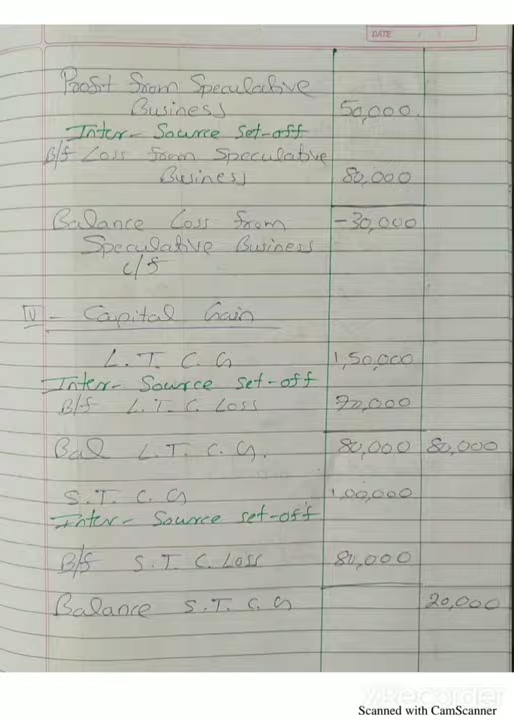 DATE / /
Profit from Speculative
Business 50,000.
Inter- Source Set-off
B/f Loss from Speculative
Business 80,000
Balance Loss from -30,000
Speculative Business
c/f
IV - Capital Gain
L. T. C. G 1,50,000
Inter- Source set-off
B/f L. T. C. Loss 70,000
Bal L. T. C. G. 80,000 80,000
S. T. C. G 1,00,000
Inter- Source set-off
B/f S. T. C. Loss 80,000
Balance S. T. C. G 20,000
Scanned with CamScanner